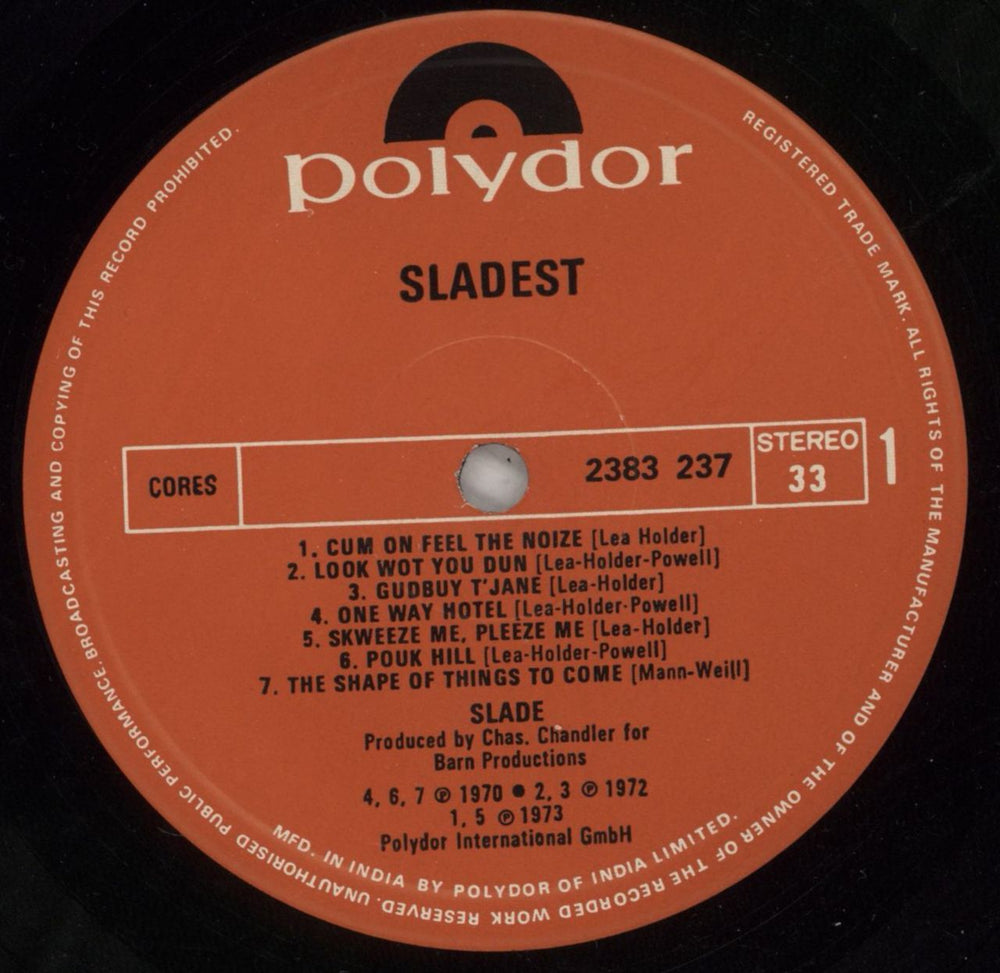 polydor
SLADEST
CORES
2383 237
STEREO
33
1
1. CUM ON FEEL THE NOIZE [Lea Holder]
2. LOOK WOT YOU DUN [Lea-Holder-Powell]
3. GUDBUY T'JANE [Lea-Holder]
4. ONE WAY HOTEL [Lea-Holder-Powell]
5. SKWEEZE ME, PLEEZE ME [Lea-Holder]
6. POUK HILL [Lea-Holder-Powell]
7. THE SHAPE OF THINGS TO COME [Mann-Weill]
SLADE
Produced by Chas. Chandler for
Barn Productions
4, 6, 7 ℗ 1970 ● 2, 3 ℗ 1972
1, 5 ℗ 1973
Polydor International GmbH
MFD. IN INDIA BY POLYDOR OF INDIA LIMITED.
REGISTERED TRADE MARK. ALL RIGHTS OF THE MANUFACTURER AND OF THE OWNER OF THE RECORDED WORK RESERVED. UNAUTHORISED PUBLIC PERFORMANCE. BROADCASTING AND COPYING OF THIS RECORD PROHIBITED.